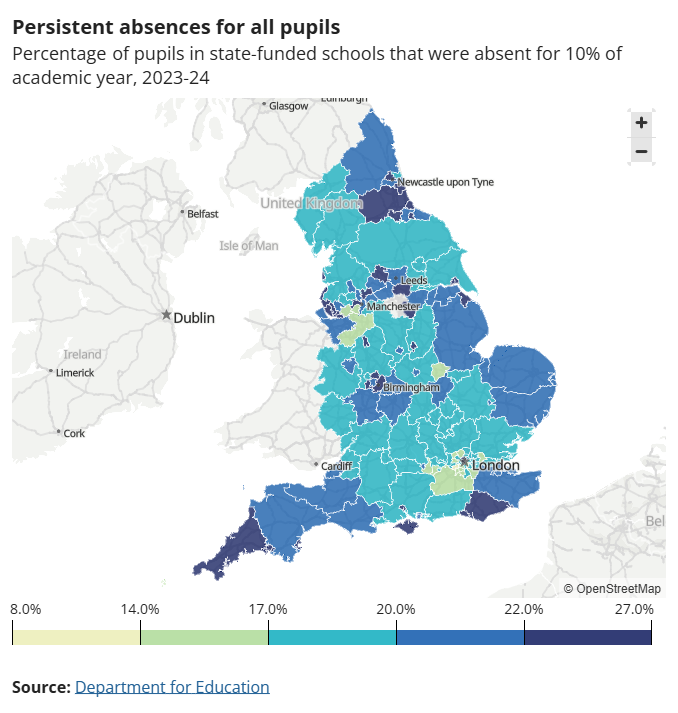 Persistent absences for all pupils
Percentage of pupils in state-funded schools that were absent for 10% of
academic year, 2023-24
Edinburgh
Glasgow
+
−
Newcastle upon Tyne
United Kingdom
Belfast
Isle of Man
Leeds
Manchester
Dublin
Ireland
Limerick
Birmingham
Cork
Cardiff
London
Bel
© OpenStreetMap
8.0% 14.0% 17.0% 20.0% 22.0% 27.0%
Source: Department for Education